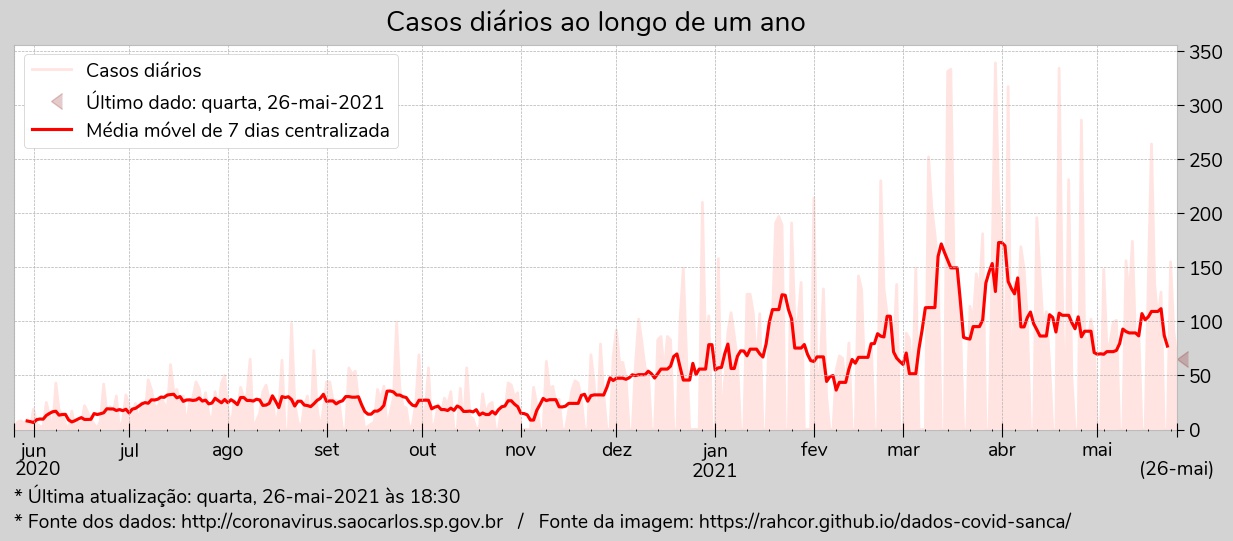 Casos diários ao longo de um ano
Casos diários
Último dado: quarta, 26-mai-2021
Média móvel de 7 dias centralizada
350
300
250
200
150
100
50
0
jun jul ago set out nov dez jan fev mar abr mai
2020 2021 (26-mai)
* Última atualização: quarta, 26-mai-2021 às 18:30
* Fonte dos dados: http://coronavirus.saocarlos.sp.gov.br / Fonte da imagem: https://rahcor.github.io/dados-covid-sanca/